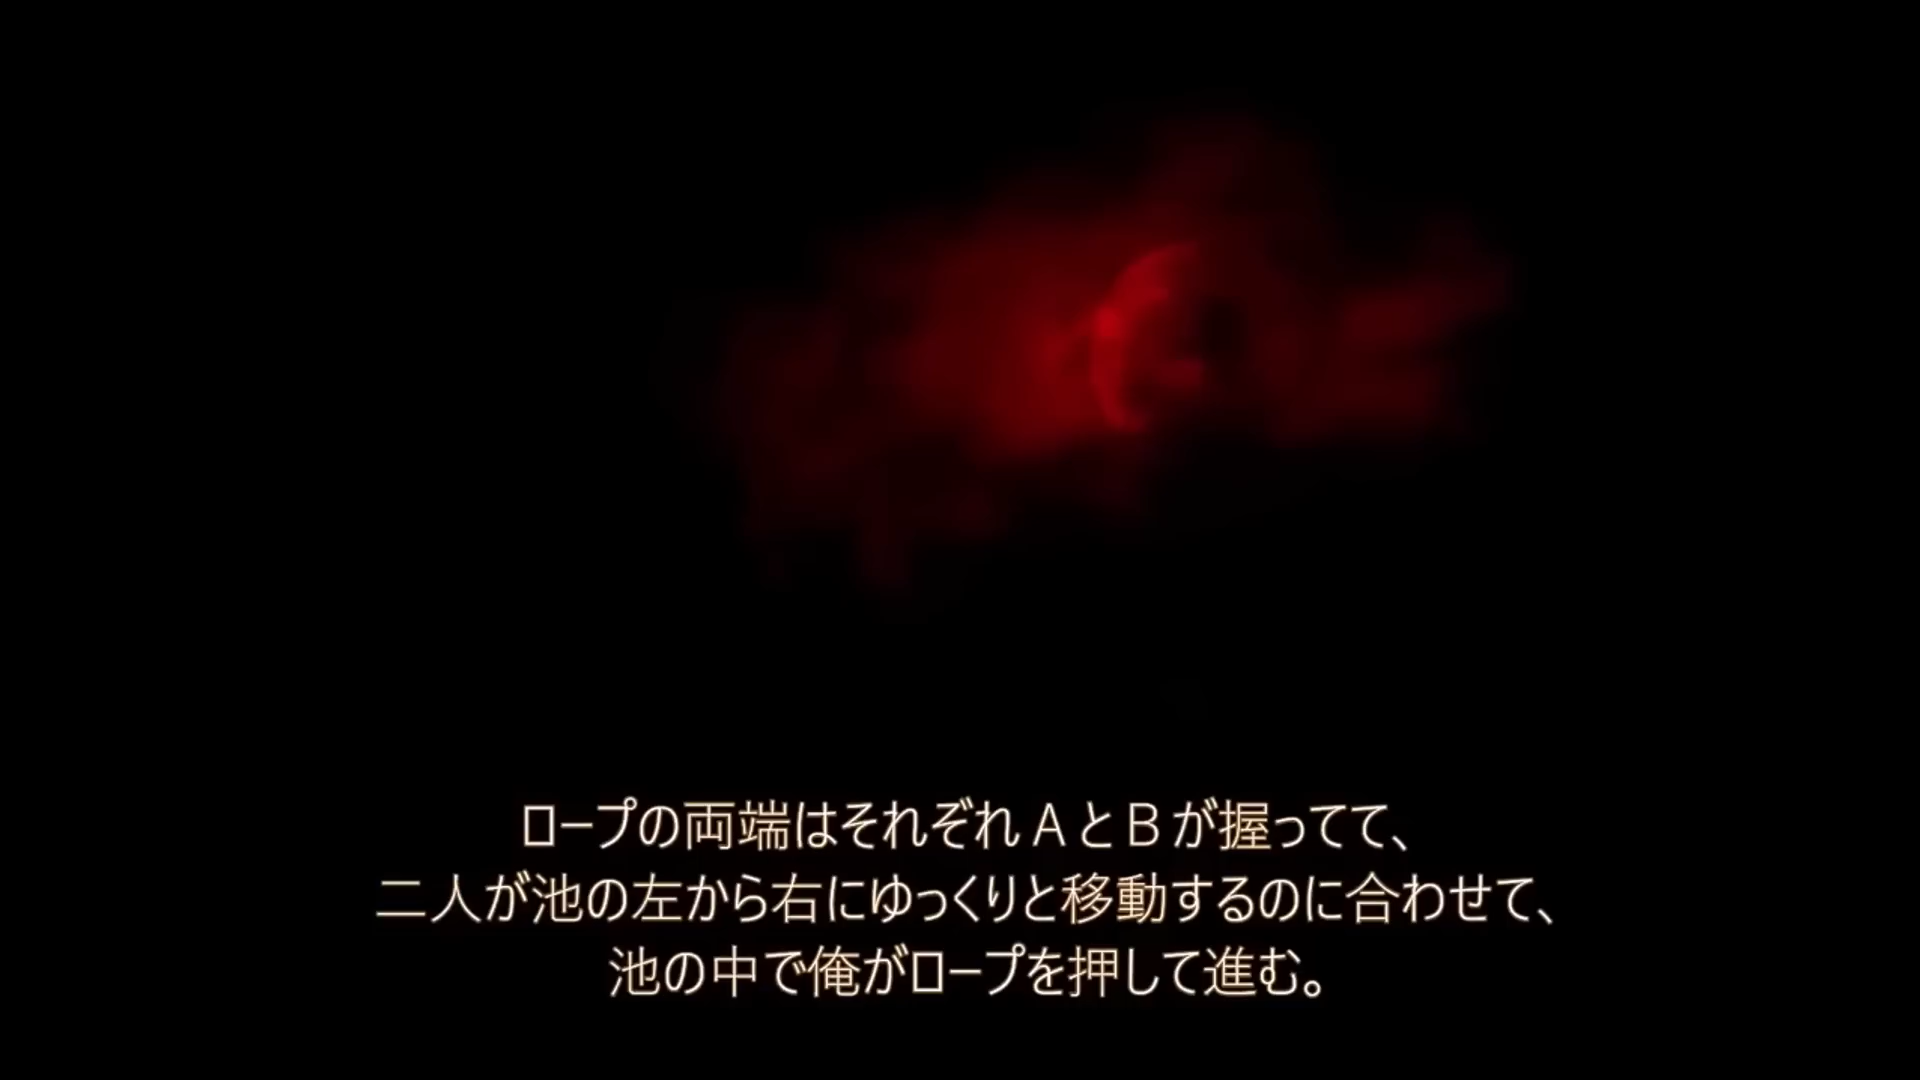 ロープの両端はそれぞれＡとＢが握ってて、
二人が池の左から右にゆっくりと移動するのに合わせて、
池の中で俺がロープを押して進む。